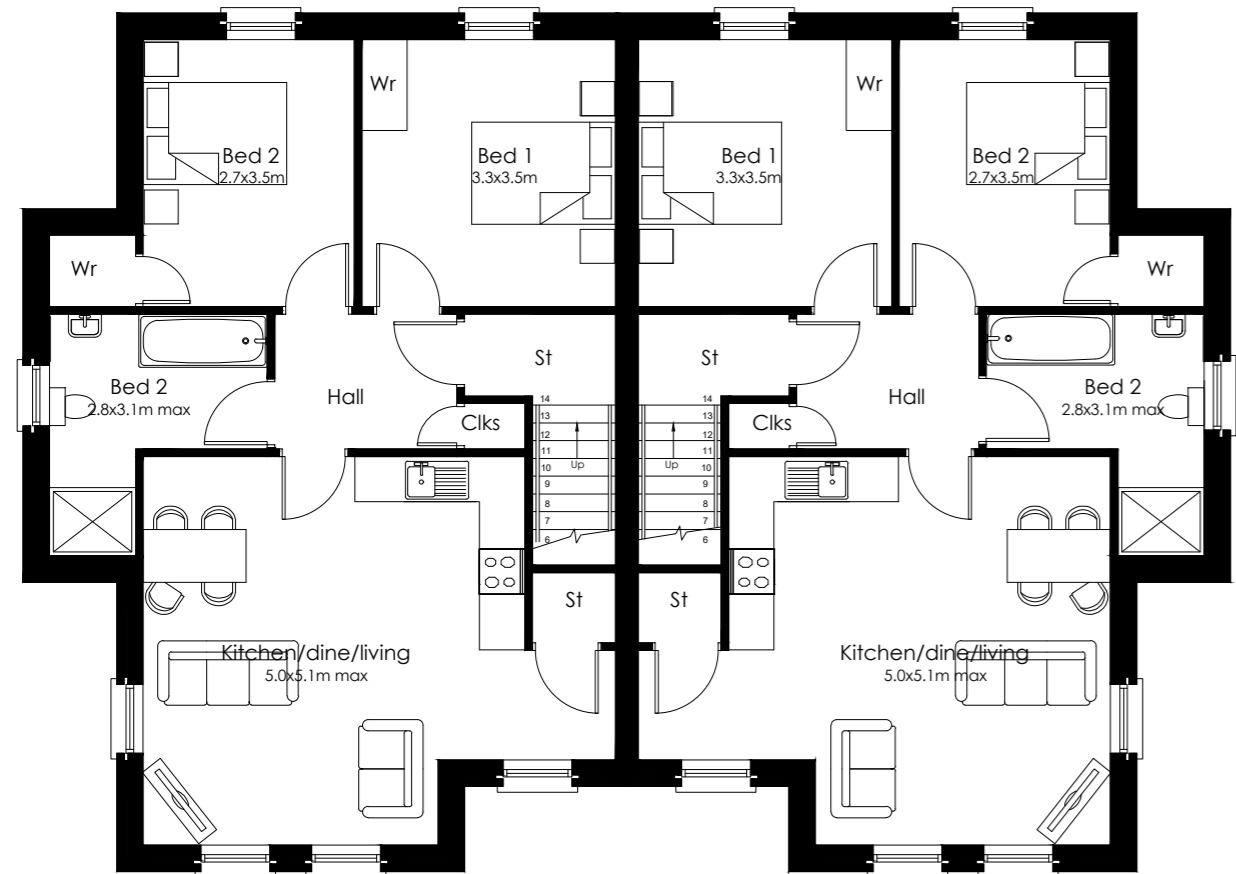 Wr
Wr
Bed 2
2.7x3.5m
Bed 1
3.3x3.5m
Bed 1
3.3x3.5m
Bed 2
2.7x3.5m
Wr
Wr
St
St
Bed 2
2.8x3.1m max
Hall
Hall
Bed 2
2.8x3.1m max
Clks
Clks
14
13
12
11
10
9
8
7
6
Up
14
13
12
11
10
9
8
7
6
Up
St
St
Kitchen/dine/living
5.0x5.1m max
Kitchen/dine/living
5.0x5.1m max